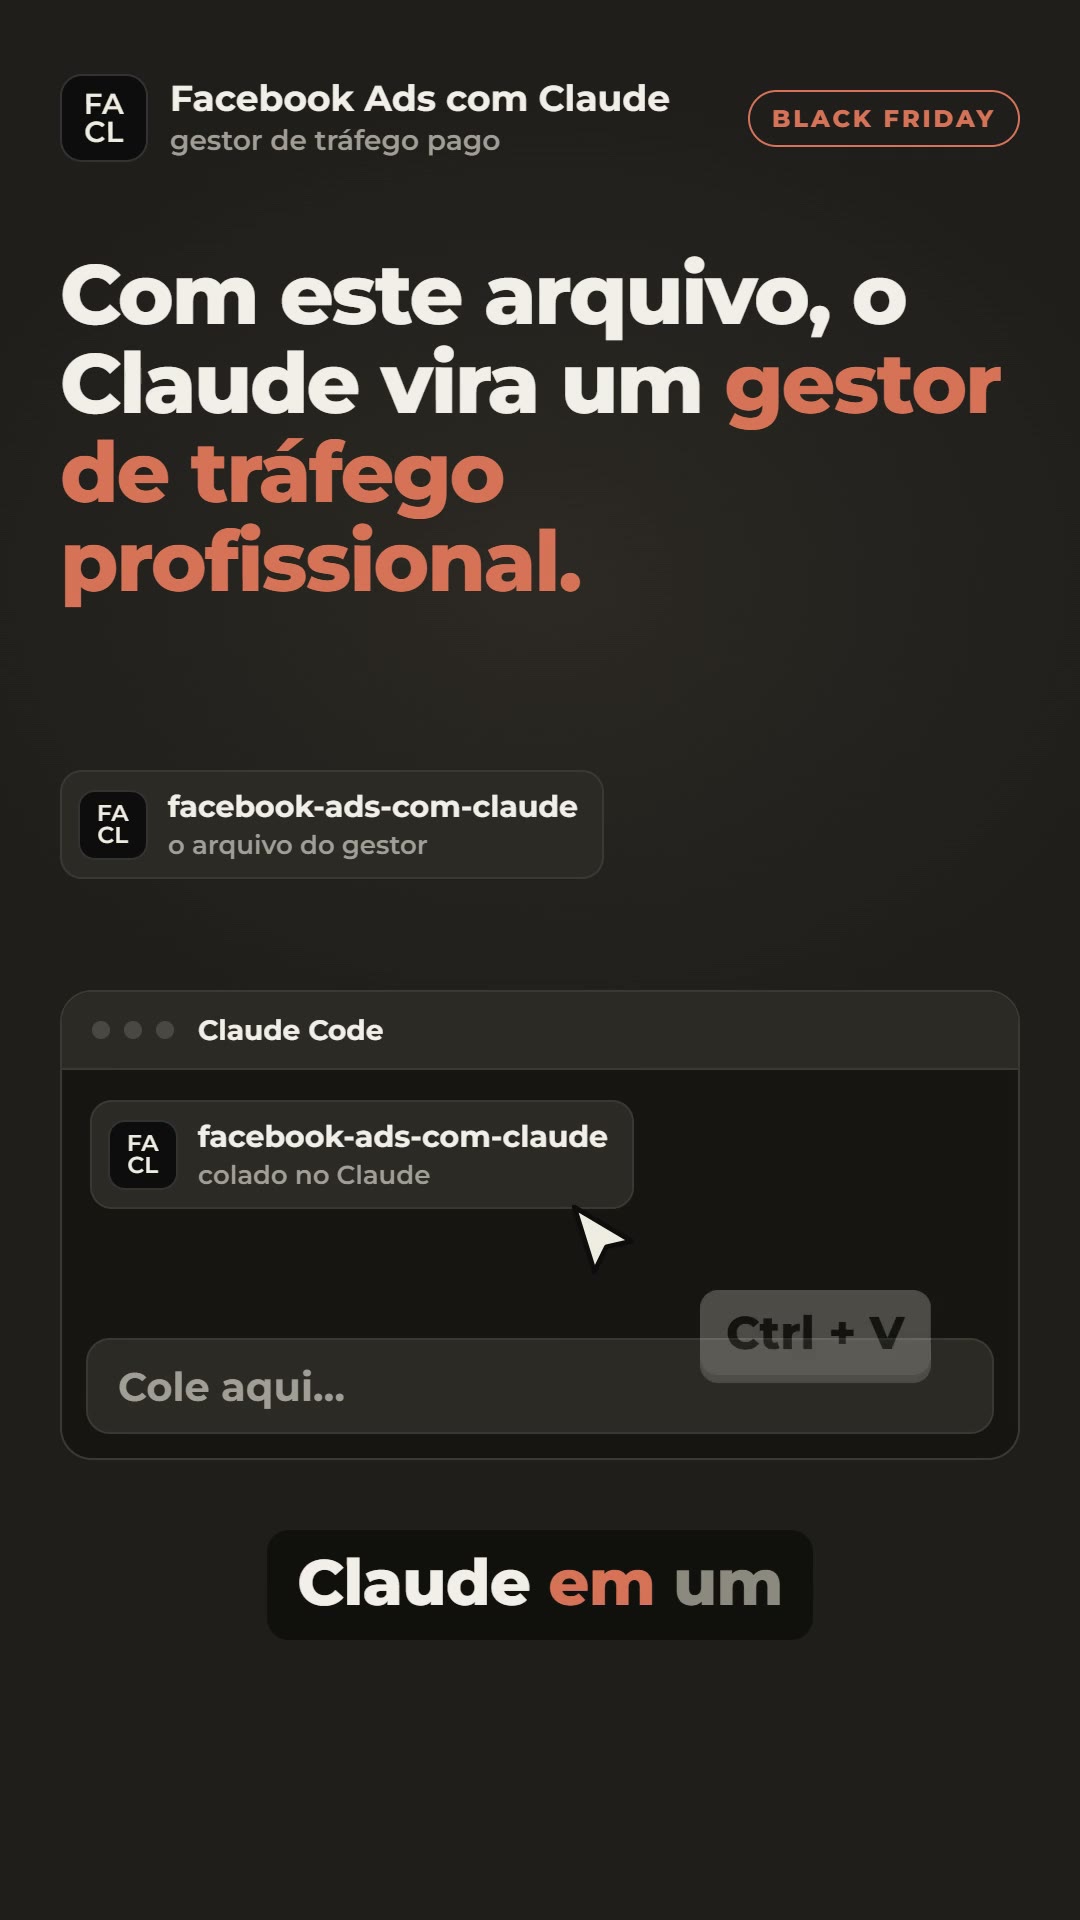 FA
CL
Facebook Ads com Claude
gestor de tráfego pago
BLACK FRIDAY
Com este arquivo, o
Claude vira um gestor
de tráfego
profissional.
FA
CL
facebook-ads-com-claude
o arquivo do gestor
Claude Code
FA
CL
facebook-ads-com-claude
colado no Claude
Ctrl + V
Cole aqui...
Claude em um